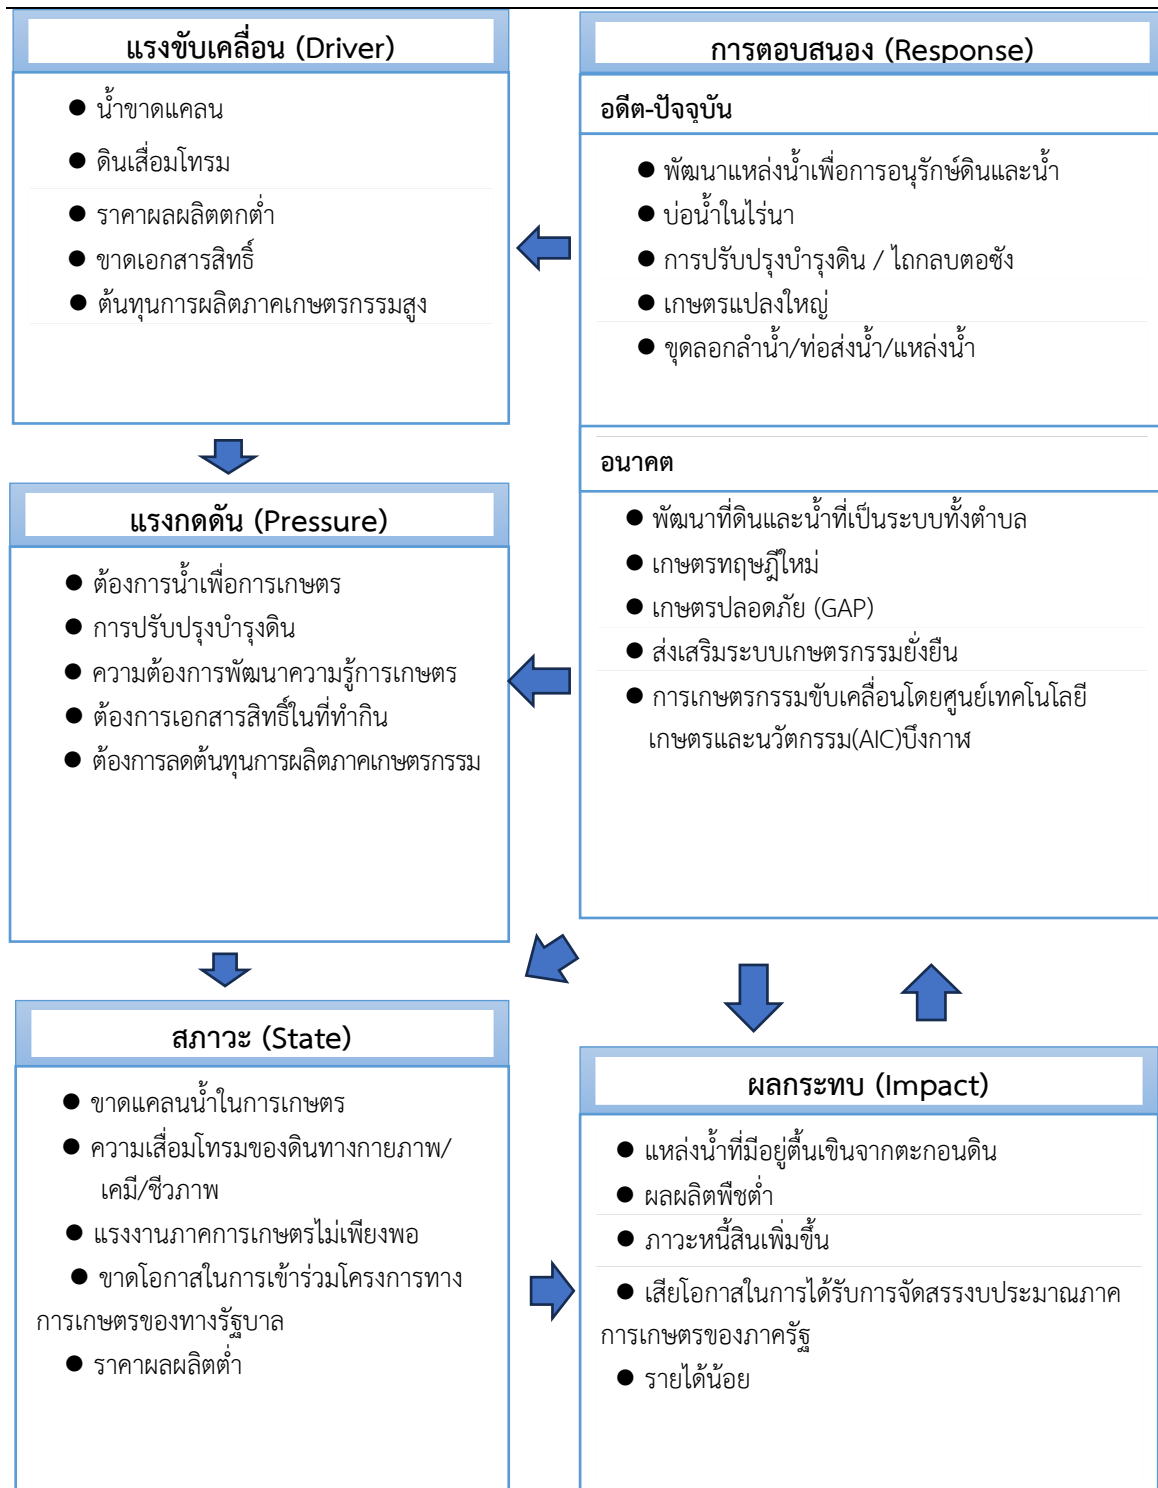 แรงขับเคลื่อน (Driver)
● น้ำขาดแคลน
● ดินเสื่อมโทรม
● ราคาผลผลิตตกต่ำ
● ขาดเอกสารสิทธิ์
● ต้นทุนการผลิตภาคเกษตรกรรมสูง
แรงกดดัน (Pressure)
● ต้องการน้ำเพื่อการเกษตร
● การปรับปรุงบำรุงดิน
● ความต้องการพัฒนาความรู้การเกษตร
● ต้องการเอกสารสิทธิ์ในที่ทำกิน
● ต้องการลดต้นทุนการผลิตภาคเกษตรกรรม
สภาวะ (State)
● ขาดแคลนน้ำในการเกษตร
● ความเสื่อมโทรมของดินทางกายภาพ/
เคมี/ชีวภาพ
● แรงงานภาคการเกษตรไม่เพียงพอ
● ขาดโอกาสในการเข้าร่วมโครงการทาง
การเกษตรของทางรัฐบาล
● ราคาผลผลิตต่ำ
การตอบสนอง (Response)
อดีต-ปัจจุบัน
● พัฒนาแหล่งน้ำเพื่อการอนุรักษ์ดินและน้ำ
● บ่อน้ำในไร่นา
● การปรับปรุงบำรุงดิน / ไถกลบตอซัง
● เกษตรแปลงใหญ่
● ขุดลอกลำน้ำ/ท่อส่งน้ำ/แหล่งน้ำ
อนาคต
● พัฒนาที่ดินและน้ำที่เป็นระบบทั้งตำบล
● เกษตรทฤษฎีใหม่
● เกษตรปลอดภัย (GAP)
● ส่งเสริมระบบเกษตรกรรมยั่งยืน
● การเกษตรกรรมขับเคลื่อนโดยศูนย์เทคโนโลยี
เกษตรและนวัตกรรม(AIC)บึงกาฬ
ผลกระทบ (Impact)
● แหล่งน้ำที่มีอยู่ตื้นเขินจากตะกอนดิน
● ผลผลิตพืชต่ำ
● ภาวะหนี้สินเพิ่มขึ้น
● เสียโอกาสในการได้รับการจัดสรรงบประมาณภาค
การเกษตรของภาครัฐ
● รายได้น้อย